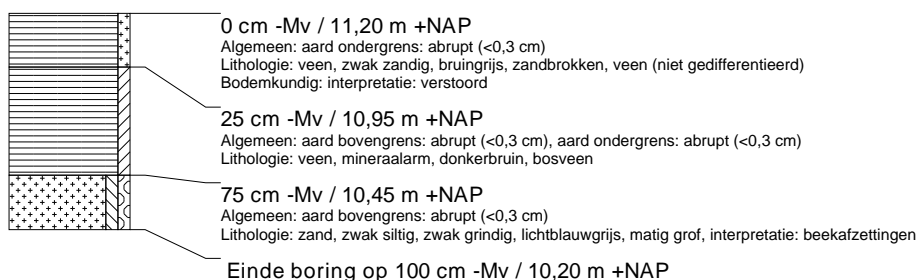 0 cm -Mv / 11,20 m +NAP
Algemeen: aard ondergrens: abrupt (<0,3 cm)
Lithologie: veen, zwak zandig, bruingrijs, zandbrokken, veen (niet gedifferentieerd)
Bodemkundig: interpretatie: verstoord
25 cm -Mv / 10,95 m +NAP
Algemeen: aard bovengrens: abrupt (<0,3 cm), aard ondergrens: abrupt (<0,3 cm)
Lithologie: veen, mineraalarm, donkerbruin, bosveen
75 cm -Mv / 10,45 m +NAP
Algemeen: aard bovengrens: abrupt (<0,3 cm)
Lithologie: zand, zwak siltig, zwak grindig, lichtblauwgrijs, matig grof, interpretatie: beekafzettingen
Einde boring op 100 cm -Mv / 10,20 m +NAP